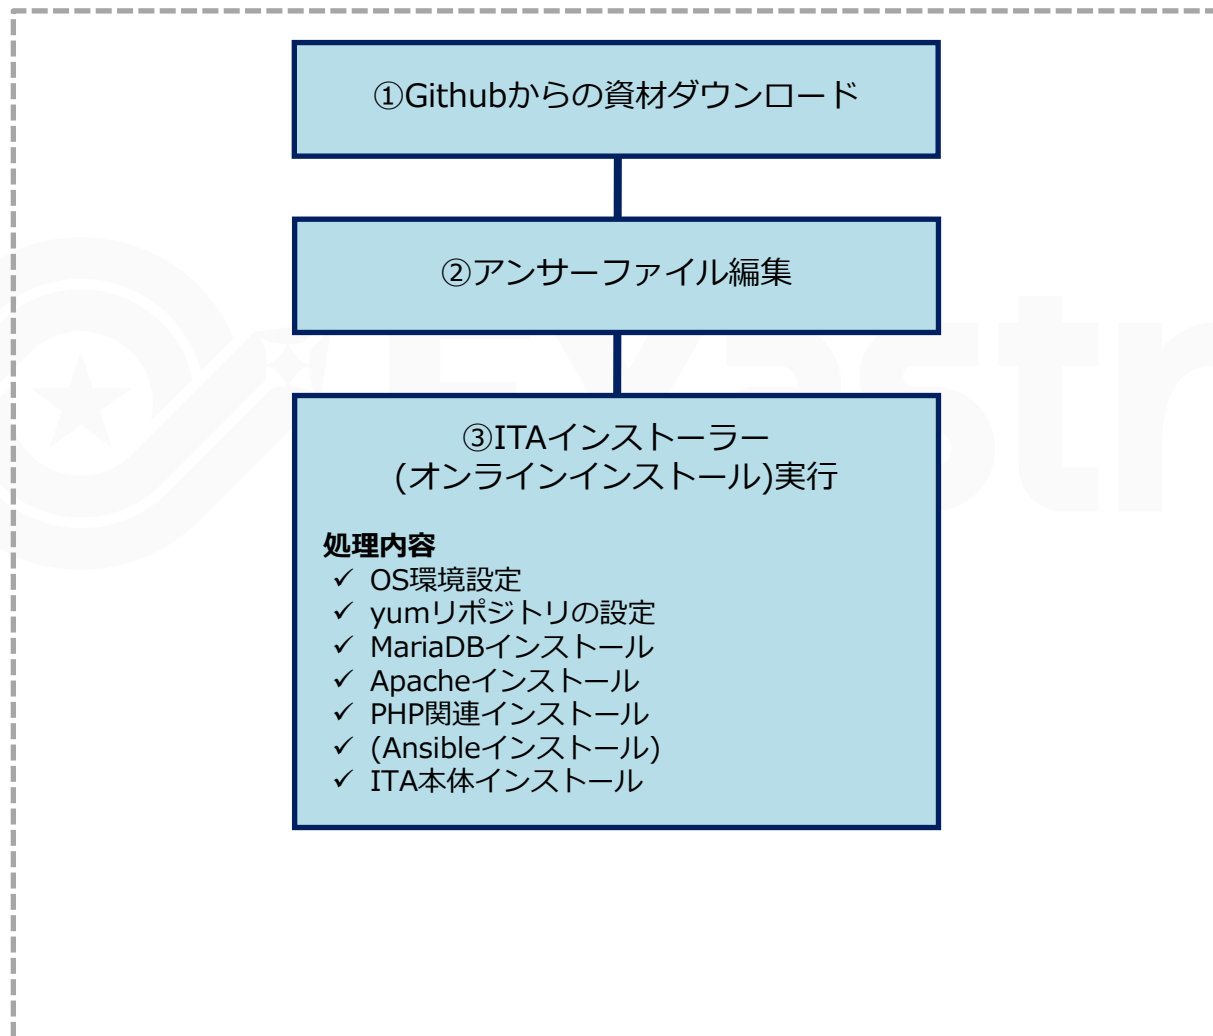 ①Githubからの資材ダウンロード
②アンサーファイル編集
③ITAインストーラー
(オンラインインストール)実行
処理内容
✓ OS環境設定
✓ yumリポジトリの設定
✓ MariaDBインストール
✓ Apacheインストール
✓ PHP関連インストール
✓ (Ansibleインストール)
✓ ITA本体インストール